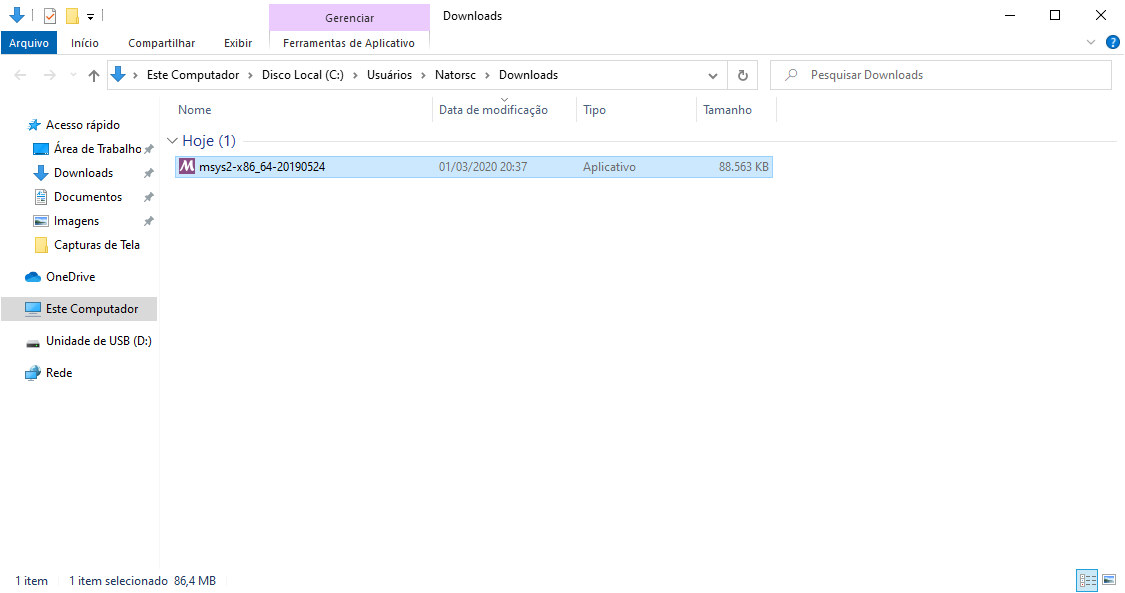 Gerenciar
Downloads
Arquivo
Início
Compartilhar
Exibir
Ferramentas de Aplicativo
Este Computador > Disco Local (C:) > Usuários > Natorsc > Downloads
Pesquisar Downloads
Nome
Data de modificação
Tipo
Tamanho
Acesso rápido
Área de Trabalho
Downloads
Documentos
Imagens
Capturas de Tela
OneDrive
Este Computador
Unidade de USB (D:)
Rede
Hoje (1)
msys2-x86_64-20190524 01/03/2020 20:37 Aplicativo 88.563 KB
1 item
1 item selecionado 86,4 MB